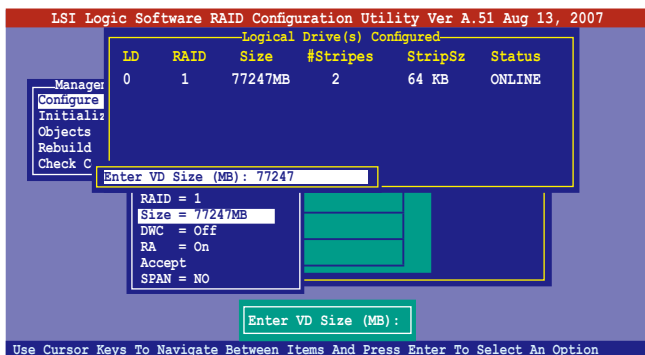 LSI Logic Software RAID Configuration Utility Ver A.51 Aug 13, 2007
Logical Drive(s) Configured
LD RAID Size #Stripes StripSz Status
0 1 77247MB 2 64 KB ONLINE
Manage
Configure
Initializ
Objects
Rebuild
Check C
Enter VD Size (MB): 77247
RAID = 1
Size = 77247MB
DWC = Off
RA = On
Accept
SPAN = NO
Enter VD Size (MB):
Use Cursor Keys To Navigate Between Items And Press Enter To Select An Option